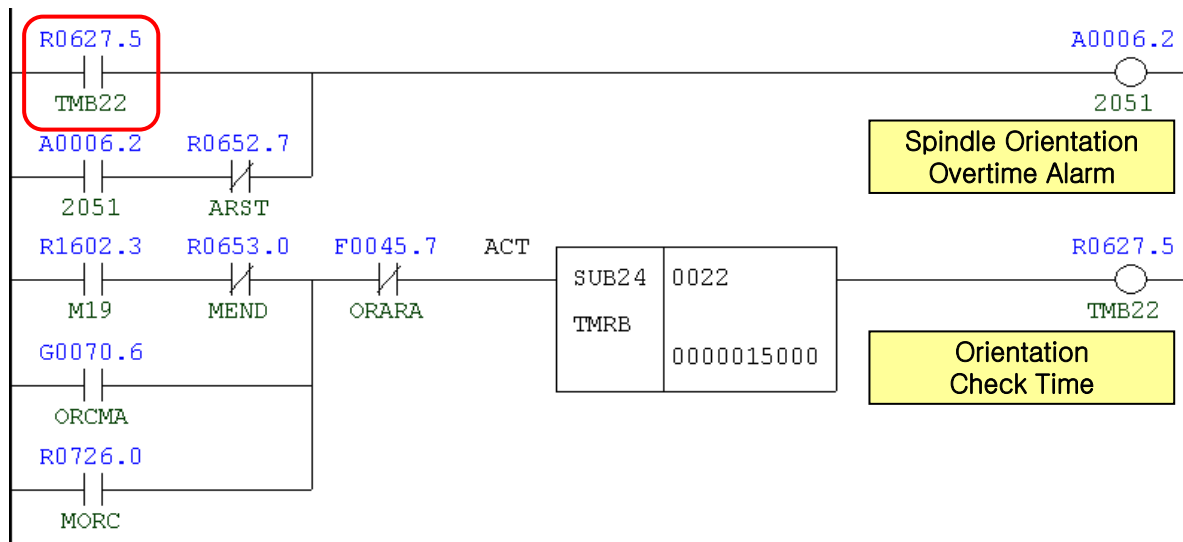 R0627.5 A0006.2
TMB22 2051
Spindle Orientation
Overtime Alarm
A0006.2 R0652.7
2051 ARST
R1602.3 R0653.0 F0045.7 ACT R0627.5
SUB24 0022
M19 MEND ORARA TMRB TMB22
0000015000
Orientation
Check Time
G0070.6
ORCMA
R0726.0
MORC